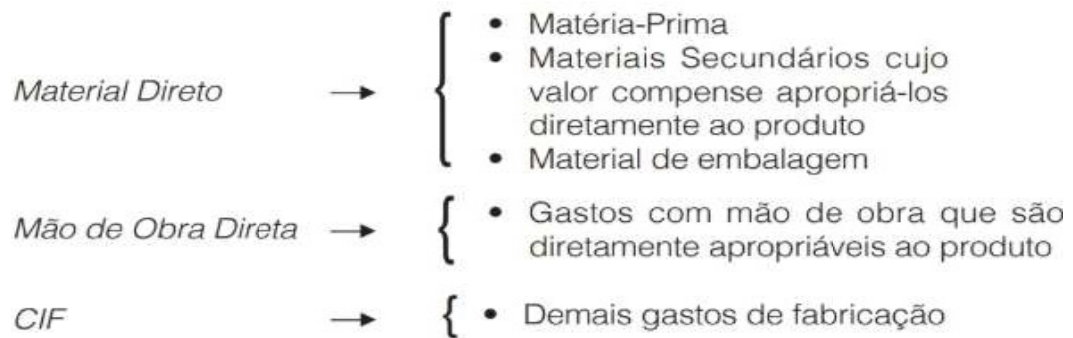 Material Direto → { • Matéria-Prima
• Materiais Secundários cujo
valor compense apropriá-los
diretamente ao produto
• Material de embalagem
Mão de Obra Direta → { • Gastos com mão de obra que são
diretamente apropriáveis ao produto
CIF → { • Demais gastos de fabricação